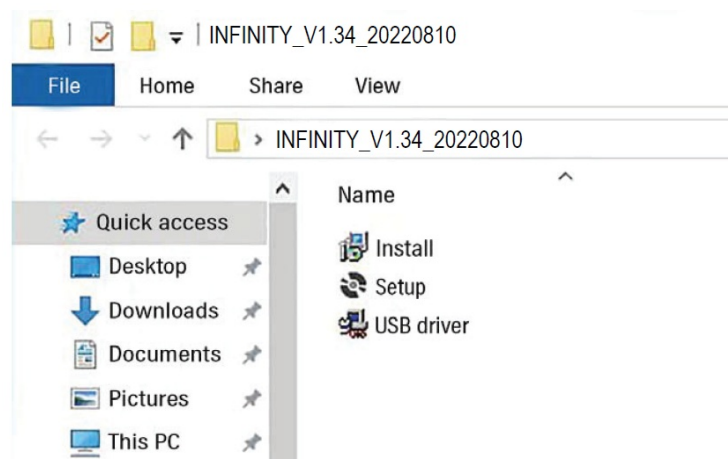 INFINITY_V1.34_20220810
File Home Share View
INFINITY_V1.34_20220810
Name
Quick access
Desktop
Downloads
Documents
Pictures
This PC
Install
Setup
USB driver